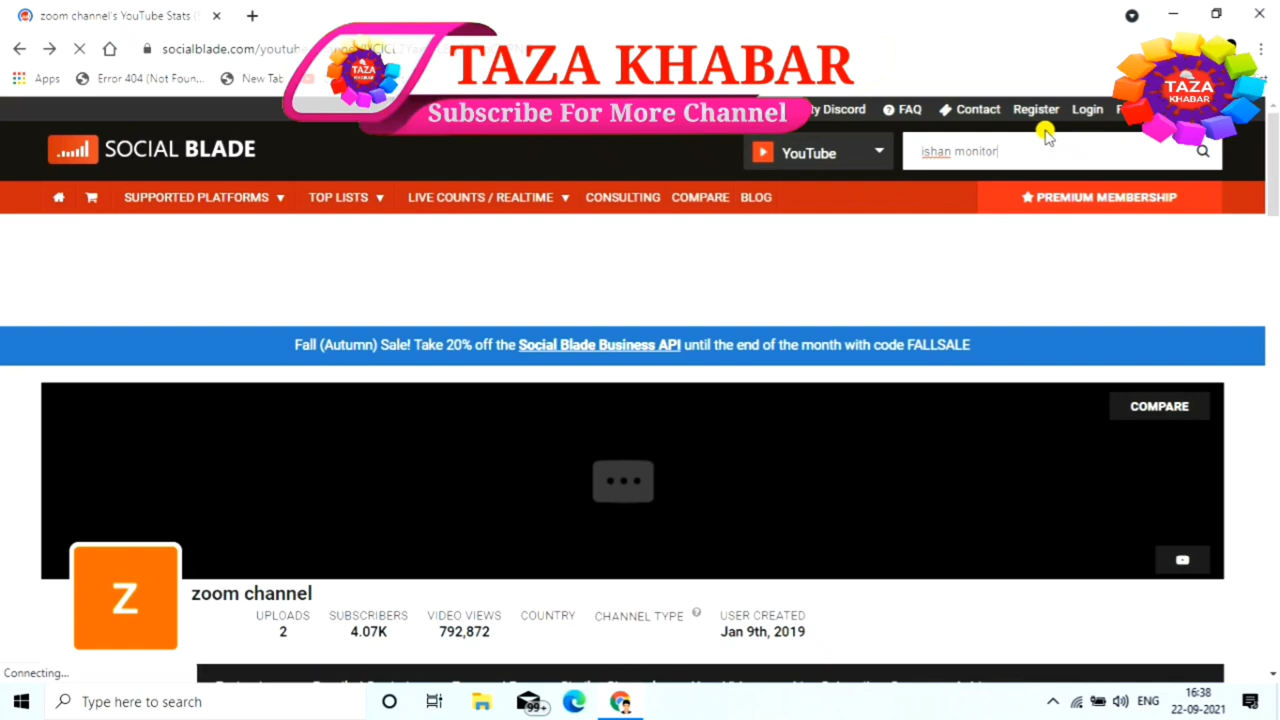 zoom channel's YouTube Stats (
socialblade.com/youtube
Apps
Error 404 (Not Foun...
New Tab
TAZA KHABAR
TAZA KHABAR
Subscribe For More Channel
TAZA KHABAR
Discord
FAQ
Contact
Register
Login
SOCIAL BLADE
YouTube
ishan monitor
SUPPORTED PLATFORMS
TOP LISTS
LIVE COUNTS / REALTIME
CONSULTING
COMPARE
BLOG
PREMIUM MEMBERSHIP
Fall (Autumn) Sale! Take 20% off the Social Blade Business API until the end of the month with code FALLSALE
COMPARE
Z
zoom channel
UPLOADS SUBSCRIBERS VIDEO VIEWS COUNTRY CHANNEL TYPE USER CREATED
2 4.07K 792,872 Jan 9th, 2019
Connecting...
Type here to search
99+
ENG
16:38
22-09-2021